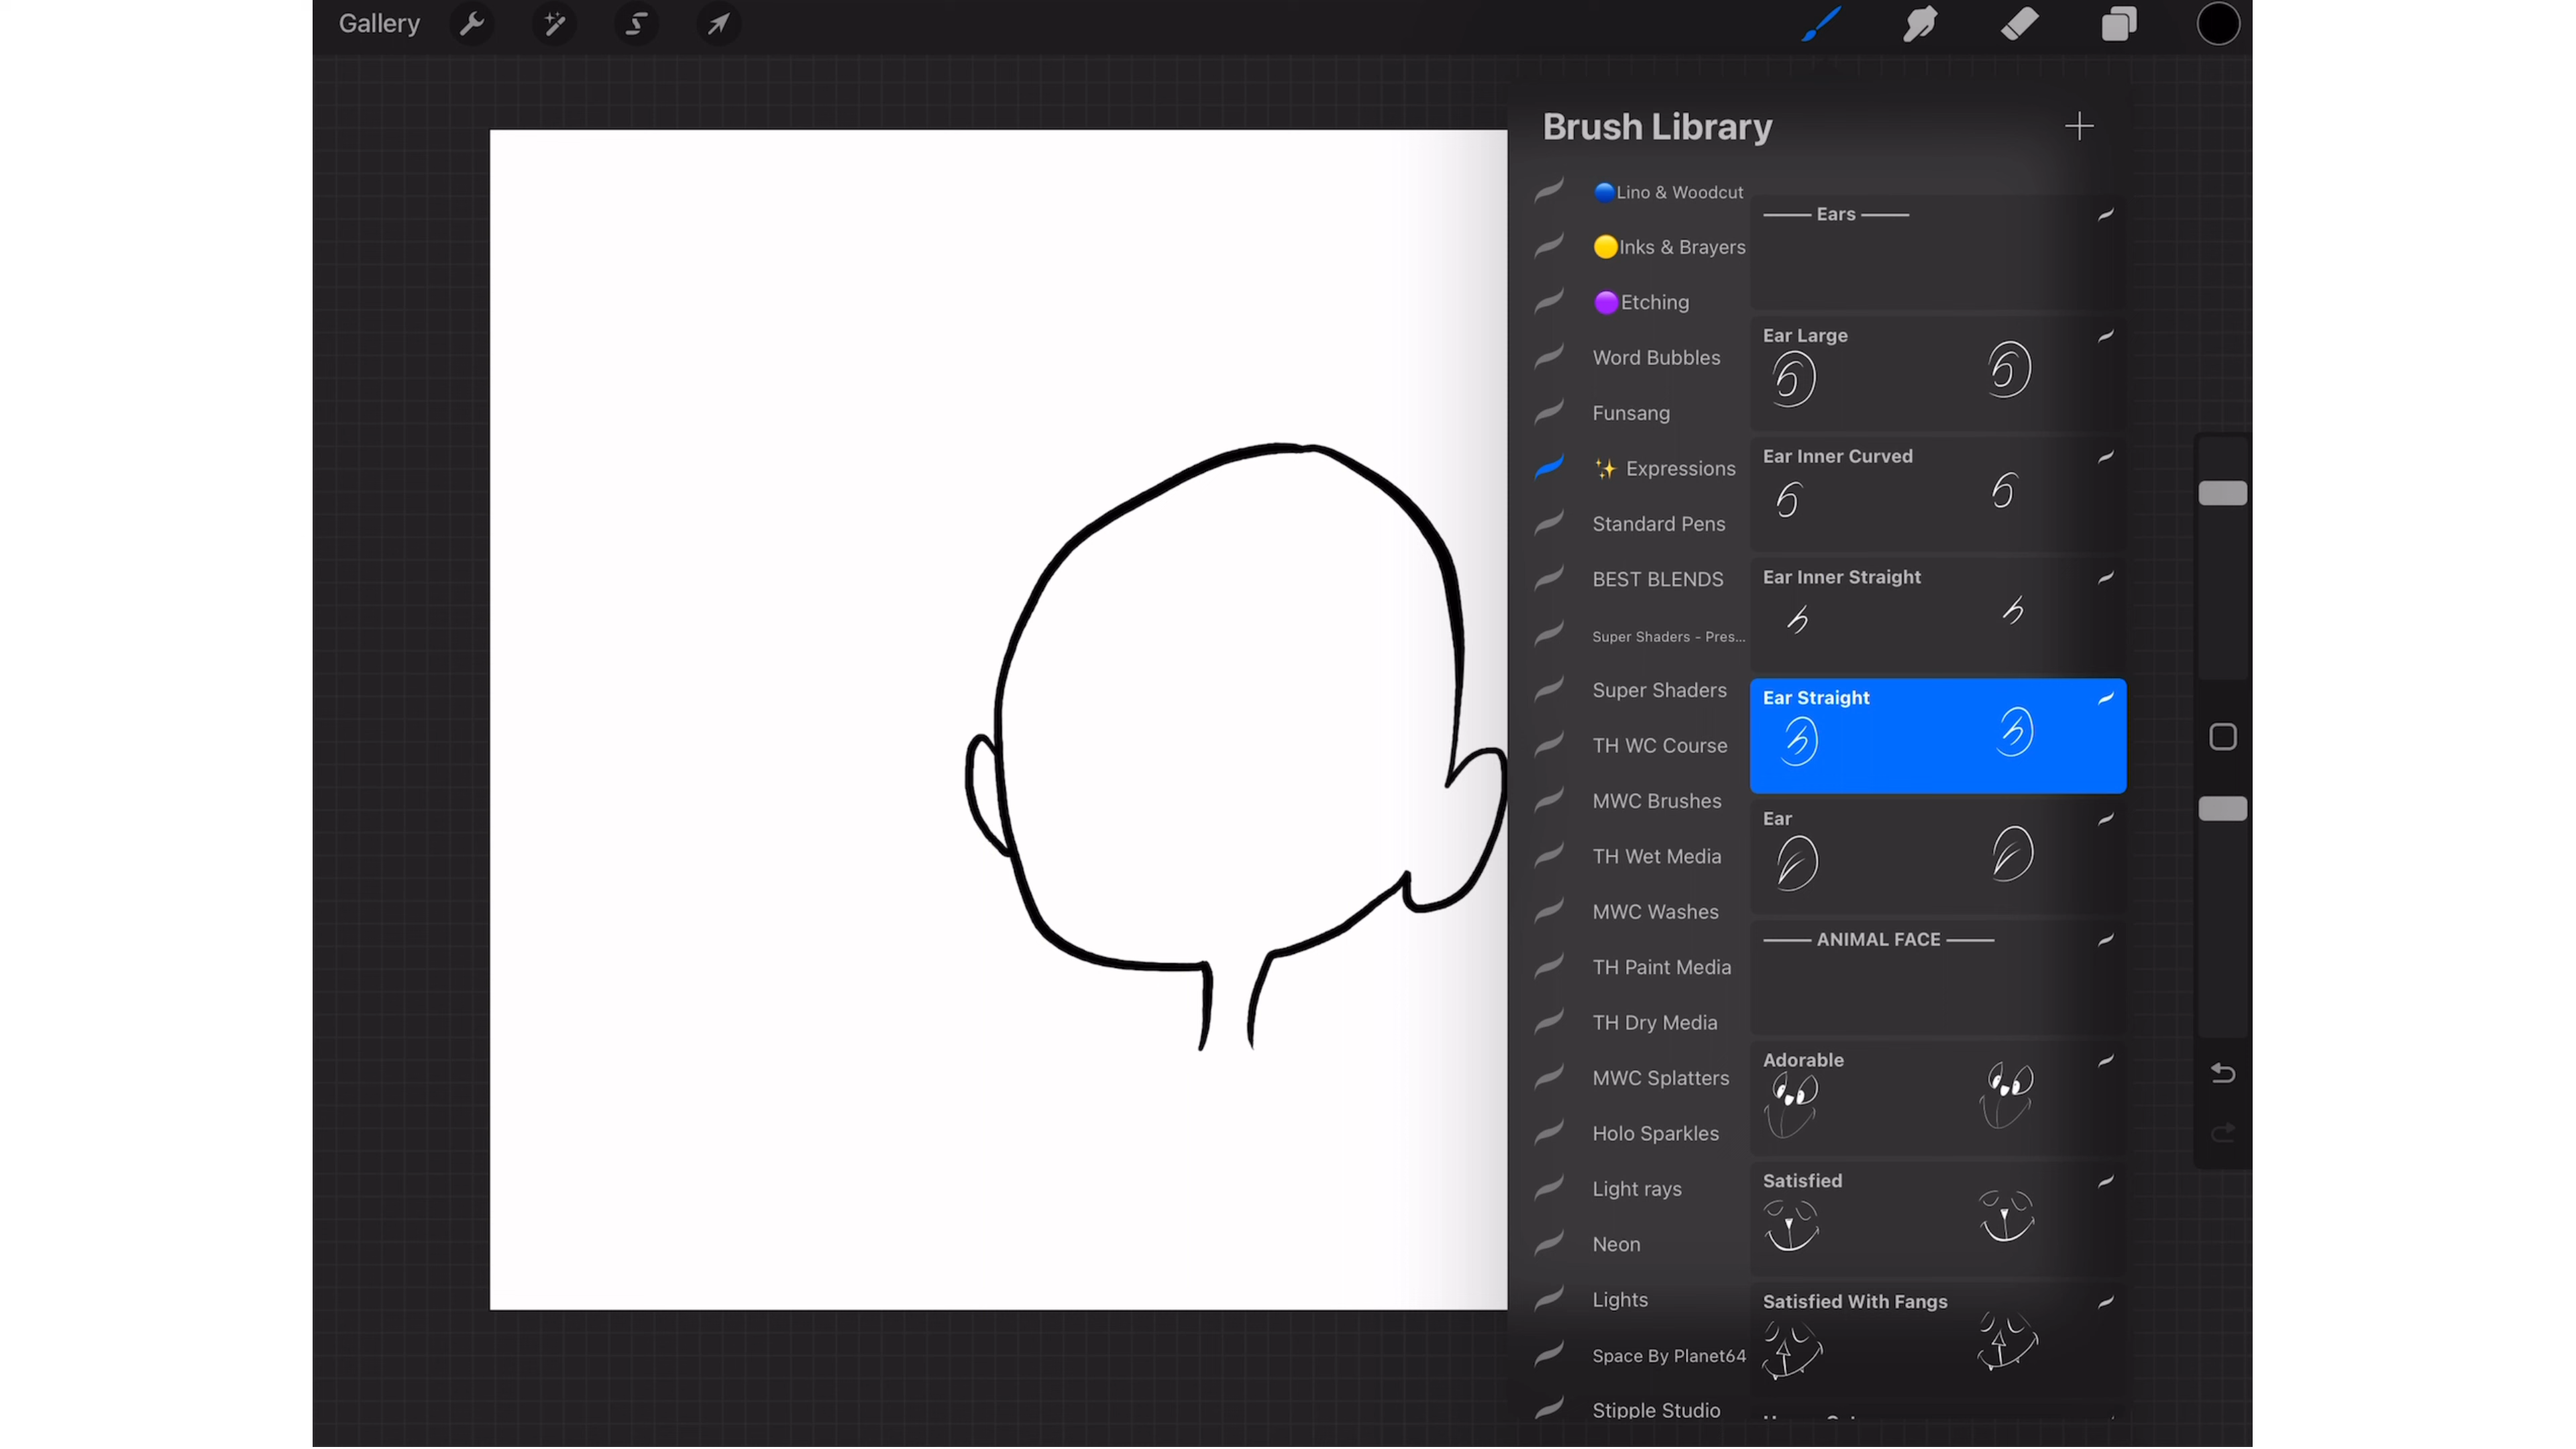 Gallery
Brush Library
🔵Lino & Woodcut
🟡Inks & Brayers
🟣Etching
Word Bubbles
Funsang
✨ Expressions
Standard Pens
BEST BLENDS
Super Shaders - Pres...
Super Shaders
TH WC Course
MWC Brushes
TH Wet Media
MWC Washes
TH Paint Media
TH Dry Media
MWC Splatters
Holo Sparkles
Light rays
Neon
Lights
Space By Planet64
Stipple Studio
—— Ears ——
Ear Large
Ear Inner Curved
Ear Inner Straight
Ear Straight
Ear
—— ANIMAL FACE ——
Adorable
Satisfied
Satisfied With Fangs